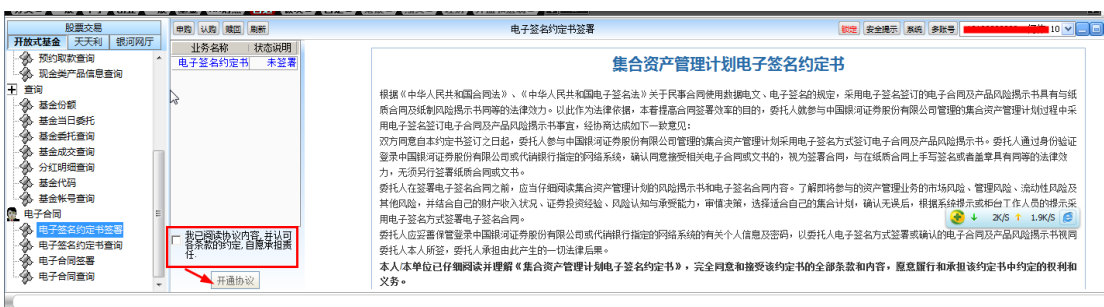 股票交易
开放式基金 天天利 银河网厅
预约取款查询
现金类产品信息查询
查询
基金份额
基金当日委托
基金委托查询
基金成交查询
分红明细查询
基金代码
基金帐号查询
电子合同
电子签名约定书签署
电子签名约定书查询
电子合同签署
电子合同查询
申购 认购 赎回 刷新
业务名称 状态说明
电子签名约定书 未签署
我已阅读协议内容,并认可
各条款的约定,自愿承担责
任.
开通协议
电子签名约定书签署
锁定 安全提示 系统 多账号 10
集合资产管理计划电子签名约定书
根据《中华人民共和国合同法》、《中华人民共和国电子签名法》关于民事合同使用数据电文、电子签名的规定,采用电子签名签订的电子合同及产品风险揭示书具有与纸
质合同及纸制风险揭示书同等的法律效力。以此作为法律依据,本着提高合同签署效率的目的,委托人就参与中国银河证券股份有限公司管理的集合资产管理计划过程中采
用电子签名签订电子合同及产品风险揭示书事宜,经协商达成如下一致意见:
双方同意自本约定书签订之日起,委托人参与中国银河证券股份有限公司管理的集合资产管理计划采用电子签名方式签订电子合同及产品风险揭示书。委托人通过身份验证
登录中国银河证券股份有限公司或代销银行指定的网络系统,确认同意接受相关电子合同或文书的,视为签署合同,与在纸质合同上手写签名或者盖章具有同等的法律效
力,无须另行签署纸质合同或文书。
委托人在签署电子签名合同之前,应当仔细阅读集合资产管理计划的风险揭示书和电子签名合同内容。了解即将参与的资产管理业务的市场风险、管理风险、流动性风险及
其他风险,并结合自己的财产收入状况、证券投资经验、风险认知与承受能力,审慎决策,选择适合自己的集合计划,确认无误后,根据系统提示或柜台工作人员的提示采
用电子签名方式签署电子签名合同。
2K/S 1.9K/S
委托人应妥善保管登录中国银河证券股份有限公司或代销银行指定的网络系统的有关个人信息及密码,以委托人电子签名方式签署或确认的电子合同及产品风险揭示书视同
委托人本人所签,委托人承担由此产生的一切法律后果。
本人/本单位已仔细阅读并理解《集合资产管理计划电子签名约定书》,完全同意和接受该约定书的全部条款和内容,愿意履行和承担该约定书中约定的权利和
义务。